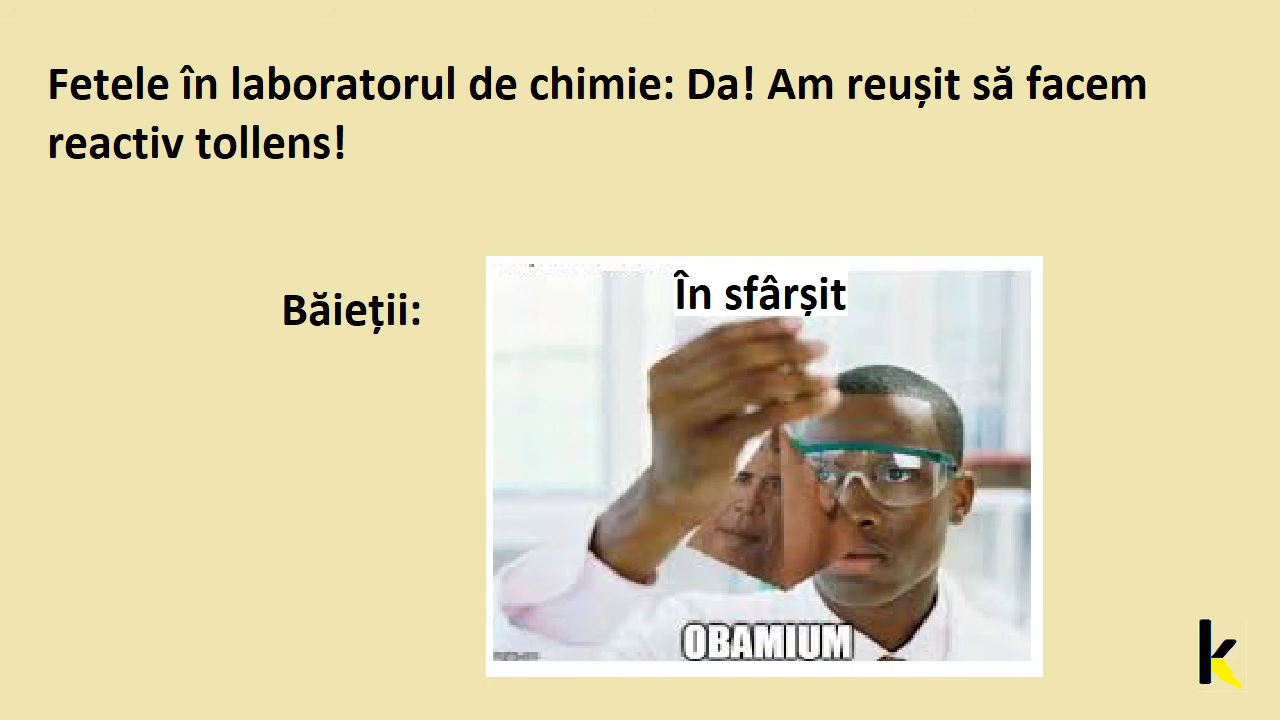 Fetele în laboratorul de chimie: Da! Am reușit să facem
reactiv tollens!
Băieții:
În sfârșit
OBAMIUM
k